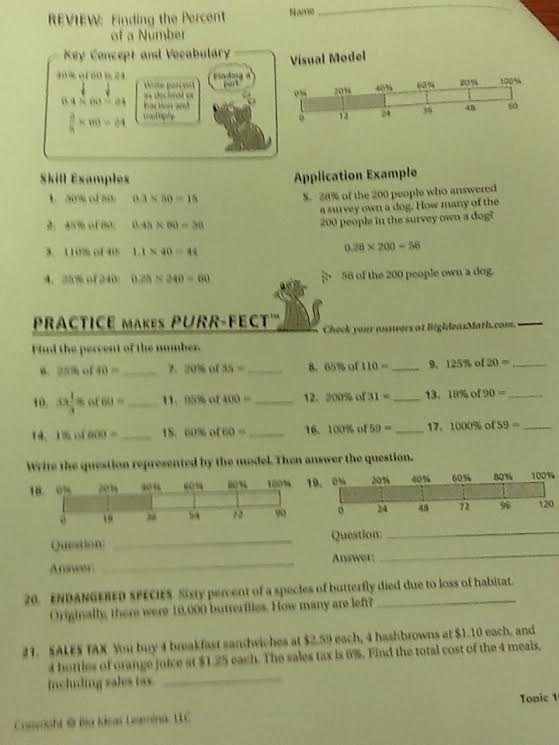 REVIEW: Finding the Percent
of a Number
Name
Key Concept and Vocabulary
40% of 60 is 24.
0.4 × 60 = 24
2/5 × 60 = 24
Write percent
as decimal or
fraction and
multiply.
Finding a
part.
Visual Model
0% 20% 40% 60% 80% 100%
0 12 24 36 48 60
Skill Examples
1. 30% of 50: 0.3 × 50 = 15
2. 45% of 80: 0.45 × 80 = 36
3. 110% of 40: 1.1 × 40 = 44
4. 25% of 240: 0.25 × 240 = 60
Application Example
5. 28% of the 200 people who answered
a survey own a dog. How many of the
200 people in the survey own a dog?
0.28 × 200 = 56
56 of the 200 people own a dog.
PRACTICE MAKES PURR-FECT™
Check your answers at BigIdeasMath.com.
Find the percent of the number.
6. 25% of 40 = 7. 20% of 35 = 8. 65% of 110 = 9. 125% of 20 =
10. 33 1/3% of 60 = 11. 95% of 400 = 12. 200% of 31 = 13. 18% of 90 =
14. 1% of 800 = 15. 60% of 60 = 16. 100% of 59 = 17. 1000% of 59 =
Write the question represented by the model. Then answer the question.
18. 0% 20% 40% 60% 80% 100%
0 18 36 54 72 90
Question:
Answer:
19. 0% 20% 40% 60% 80% 100%
0 24 48 72 96 120
Question:
Answer:
20. ENDANGERED SPECIES Sixty percent of a species of butterfly died due to loss of habitat.
Originally, there were 10,000 butterflies. How many are left?
21. SALES TAX You buy 4 breakfast sandwiches at $2.59 each, 4 hashbrowns at $1.10 each, and
4 bottles of orange juice at $1.25 each. The sales tax is 6%. Find the total cost of the 4 meals,
including sales tax.
Topic 1
Copyright © Big Ideas Learning, LLC